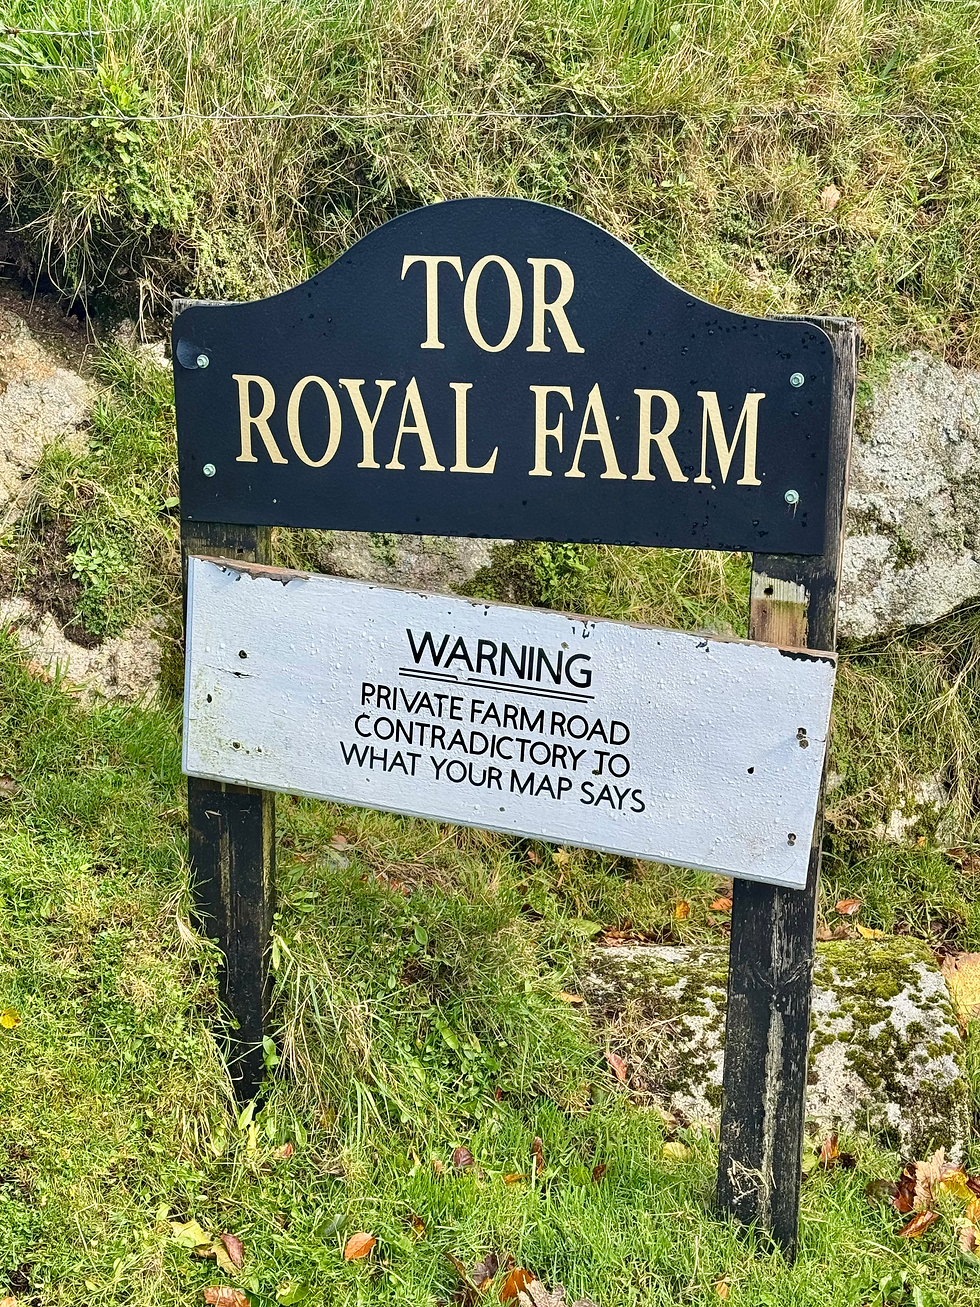 TOR
ROYAL FARM
WARNING
PRIVATE FARM ROAD
CONTRADICTORY TO
WHAT YOUR MAP SAYS